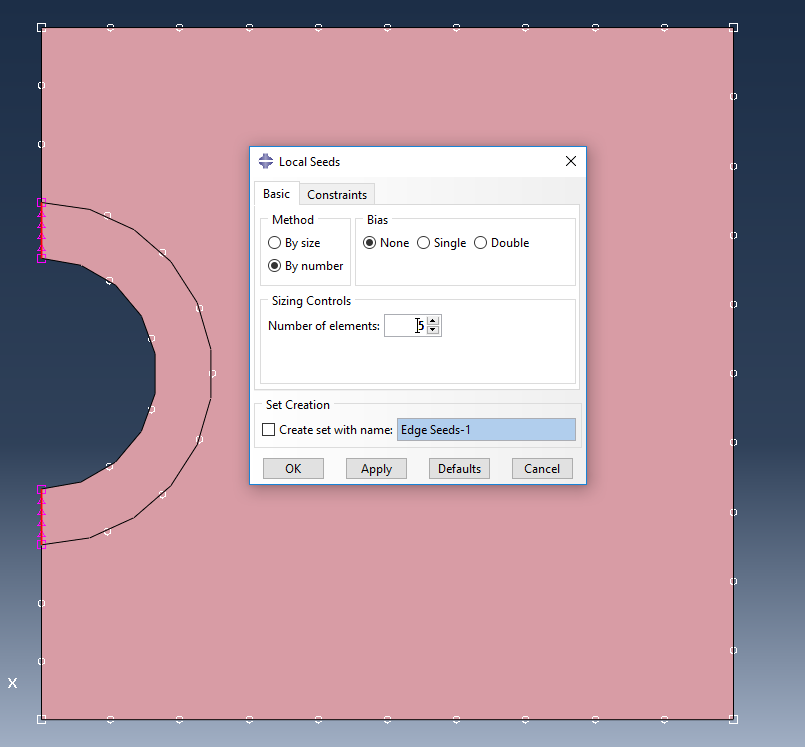 Local Seeds
Basic Constraints
Method
By size
By number
Bias
None Single Double
Sizing Controls
Number of elements: 5
Set Creation
Create set with name: Edge Seeds-1
OK Apply Defaults Cancel
X